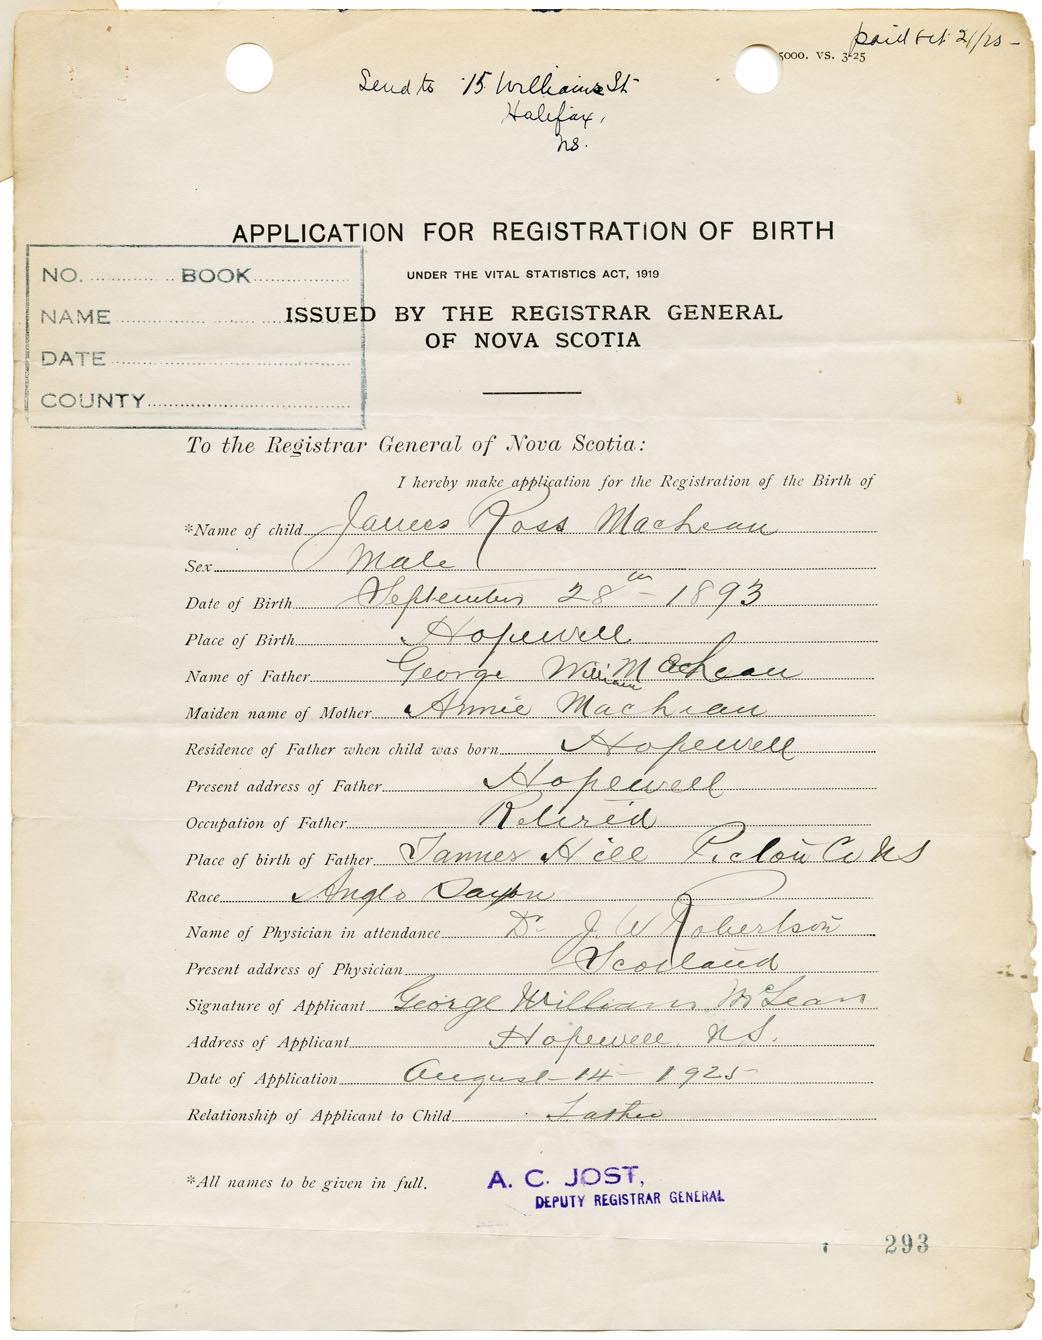 paid Oct 21/25 -
5000. VS. 3-25
Send to 15 Williams St
Halifax,
NS.
APPLICATION FOR REGISTRATION OF BIRTH
UNDER THE VITAL STATISTICS ACT, 1919
ISSUED BY THE REGISTRAR GENERAL
OF NOVA SCOTIA
NO. BOOK
NAME
DATE
COUNTY
To the Registrar General of Nova Scotia:
I hereby make application for the Registration of the Birth of
*Name of child James Ross MacLean
Sex Male
Date of Birth September 28th - 1893
Place of Birth Hopewell
Name of Father George William MacLean
Maiden name of Mother Annie MacLean
Residence of Father when child was born Hopewell
Present address of Father Hopewell
Occupation of Father Retired
Place of birth of Father Tanner Hill Pictou Co NS
Race Anglo Saxon
Name of Physician in attendance Dr J W Robertson
Present address of Physician Scotland
Signature of Applicant George William McLean
Address of Applicant Hopewell, N.S.
Date of Application August 14 1925
Relationship of Applicant to Child Father
*All names to be given in full.
A. C. JOST,
DEPUTY REGISTRAR GENERAL
293